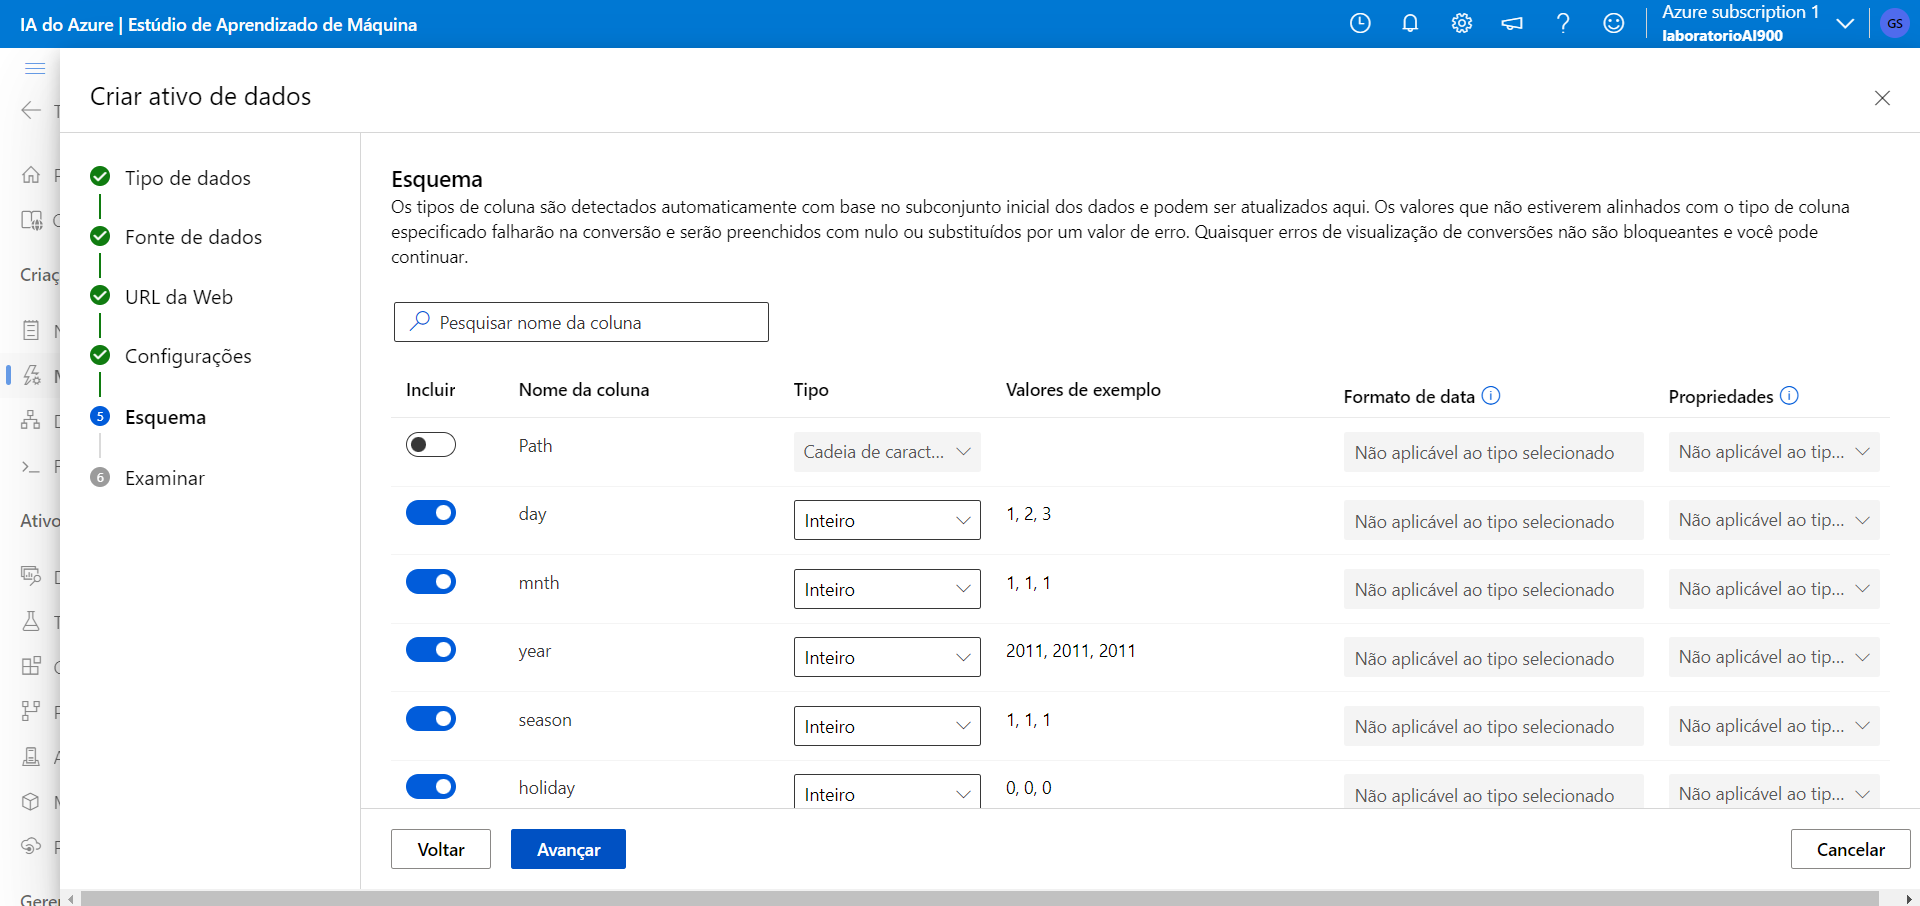 IA do Azure | Estúdio de Aprendizado de Máquina
Azure subscription 1
laboratorioAI900
GS
Criar ativo de dados
Criaç
Ativo
Geren
Tipo de dados
Fonte de dados
URL da Web
Configurações
5 Esquema
6 Examinar
Esquema
Os tipos de coluna são detectados automaticamente com base no subconjunto inicial dos dados e podem ser atualizados aqui. Os valores que não estiverem alinhados com o tipo de coluna
especificado falharão na conversão e serão preenchidos com nulo ou substituídos por um valor de erro. Quaisquer erros de visualização de conversões não são bloqueantes e você pode
continuar.
Pesquisar nome da coluna
Incluir Nome da coluna Tipo Valores de exemplo Formato de data Propriedades
Path Cadeia de caract... Não aplicável ao tipo selecionado Não aplicável ao tip...
day Inteiro 1, 2, 3 Não aplicável ao tipo selecionado Não aplicável ao tip...
mnth Inteiro 1, 1, 1 Não aplicável ao tipo selecionado Não aplicável ao tip...
year Inteiro 2011, 2011, 2011 Não aplicável ao tipo selecionado Não aplicável ao tip...
season Inteiro 1, 1, 1 Não aplicável ao tipo selecionado Não aplicável ao tip...
holiday Inteiro 0, 0, 0 Não aplicável ao tipo selecionado Não aplicável ao tip...
Voltar Avançar Cancelar